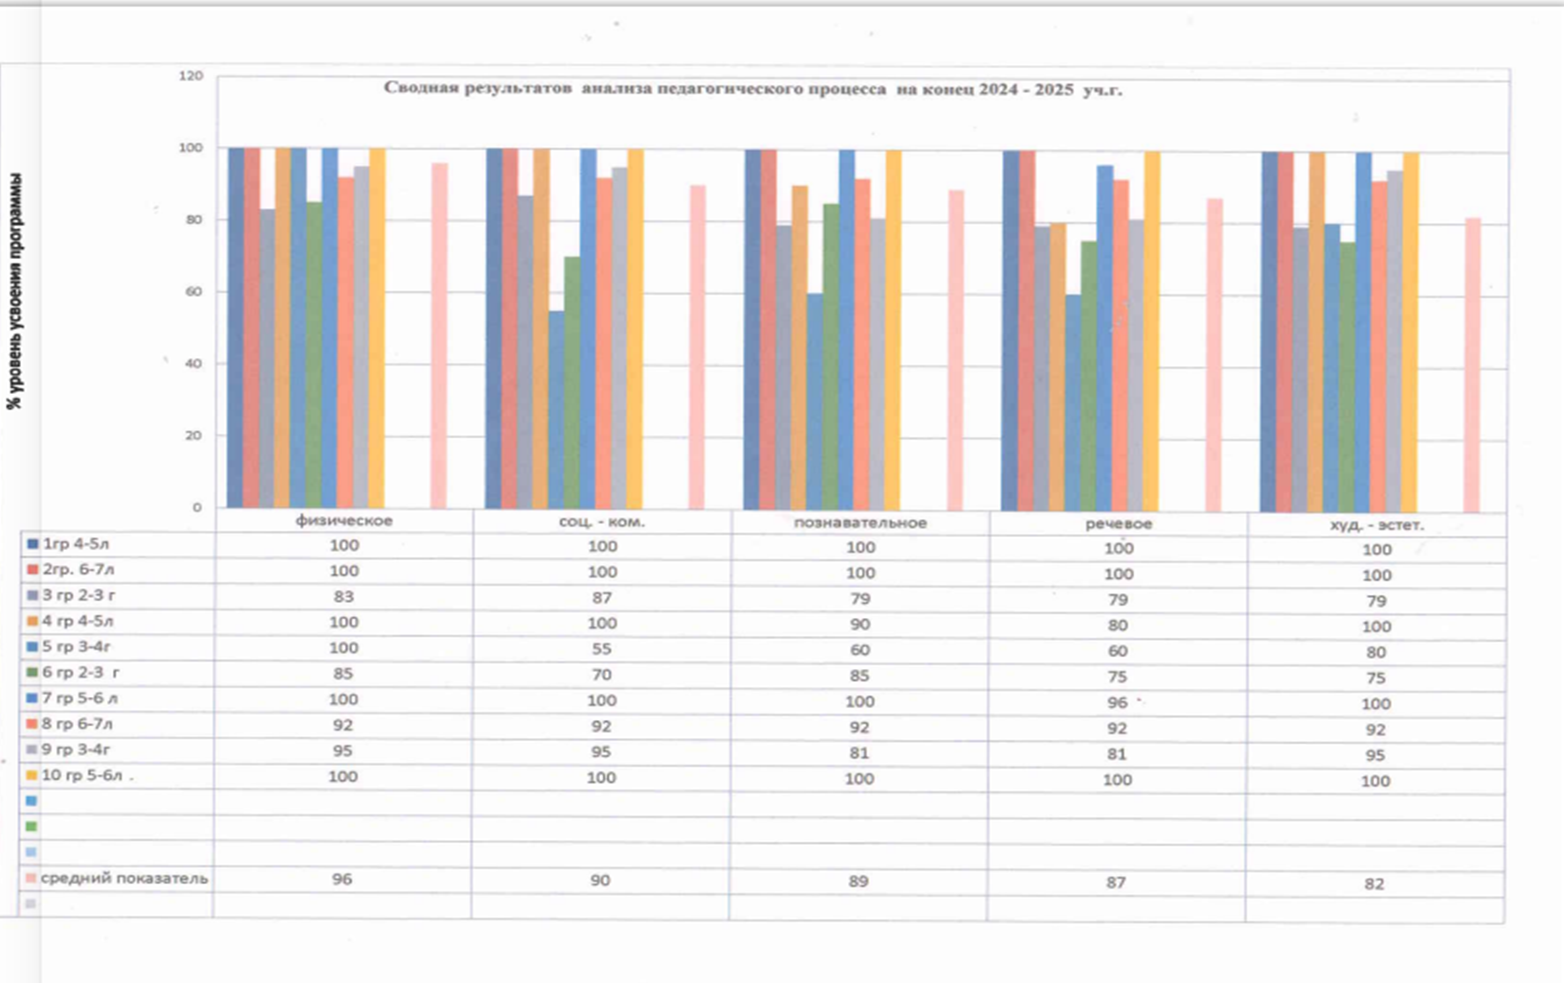 Сводная результатов анализа педагогического процесса на конец 2024 - 2025 уч.г.
% уровень усвоения программы
120
100
80
60
40
20
0
физическое соц. - ком. познавательное речевое худ. - эстет.
1гр 4-5л 100 100 100 100 100
2гр. 6-7л 100 100 100 100 100
3 гр 2-3 г 83 87 79 79 79
4 гр 4-5л 100 100 90 80 100
5 гр 3-4г 100 55 60 60 80
6 гр 2-3 г 85 70 85 75 75
7 гр 5-6 л 100 100 100 96 100
8 гр 6-7л 92 92 92 92 92
9 гр 3-4г 95 95 81 81 95
10 гр 5-6л . 100 100 100 100 100
средний показатель 96 90 89 87 82